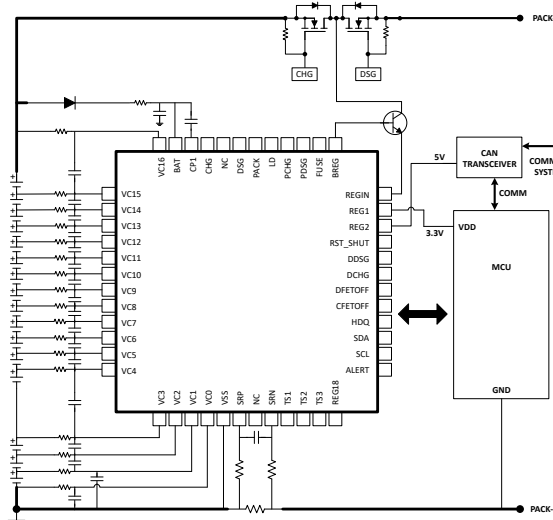 PACK
CHG
DSG
VC16
BAT
CP1
CHG
NC
DSG
PACK
LD
PCHG
PDSG
FUSE
BREG
VC15
VC14
VC13
VC12
VC11
VC10
VC9
VC8
VC7
VC6
VC5
VC4
REGIN
REG1
REG2
RST_SHUT
DDSG
DCHG
DFETOFF
CFETOFF
HDQ
SDA
SCL
ALERT
VC3
VC2
VC1
VC0
VSS
SRP
NC
SRN
TS1
TS2
TS3
REG18
5V
3.3V
CAN
TRANSCEIVER
COMM
SYST
COMM
VDD
MCU
GND
PACK-